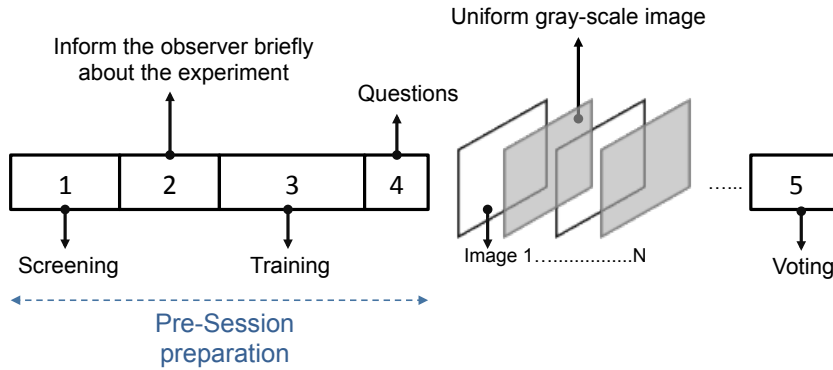 Uniform gray-scale image
Inform the observer briefly
about the experiment
Questions
1
2
3
4
......
5
Screening
Training
Image 1..................N
Voting
Pre-Session
preparation